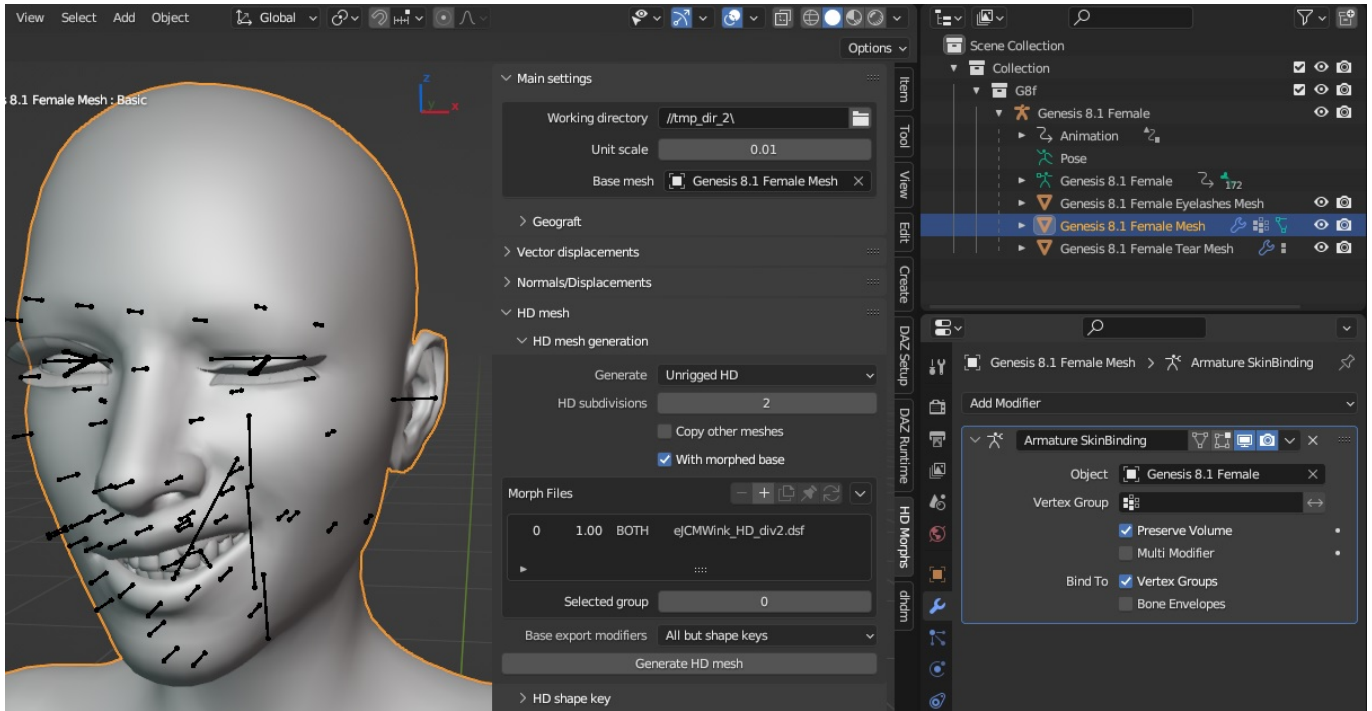 View Select Add Object Global
Options
8.1 Female Mesh : Basic
z
y x
Main settings
Working directory //tmp_dir_2\
Unit scale 0.01
Base mesh Genesis 8.1 Female Mesh
Geograft
Vector displacements
Normals/Displacements
HD mesh
HD mesh generation
Generate Unrigged HD
HD subdivisions 2
Copy other meshes
With morphed base
Morph Files
0 1.00 BOTH eJCMWink_HD_div2.dsf
Selected group 0
Base export modifiers All but shape keys
Generate HD mesh
HD shape key
Item
Tool
View
Edit
Create
DAZ Setup
DAZ Runtime
HD Morphs
dhdm
Scene Collection
Collection
G8f
Genesis 8.1 Female
Animation
Pose
Genesis 8.1 Female 172
Genesis 8.1 Female Eyelashes Mesh
Genesis 8.1 Female Mesh
Genesis 8.1 Female Tear Mesh
Genesis 8.1 Female Mesh Armature SkinBinding
Add Modifier
Armature SkinBinding
Object Genesis 8.1 Female
Vertex Group
Preserve Volume
Multi Modifier
Bind To Vertex Groups
Bone Envelopes